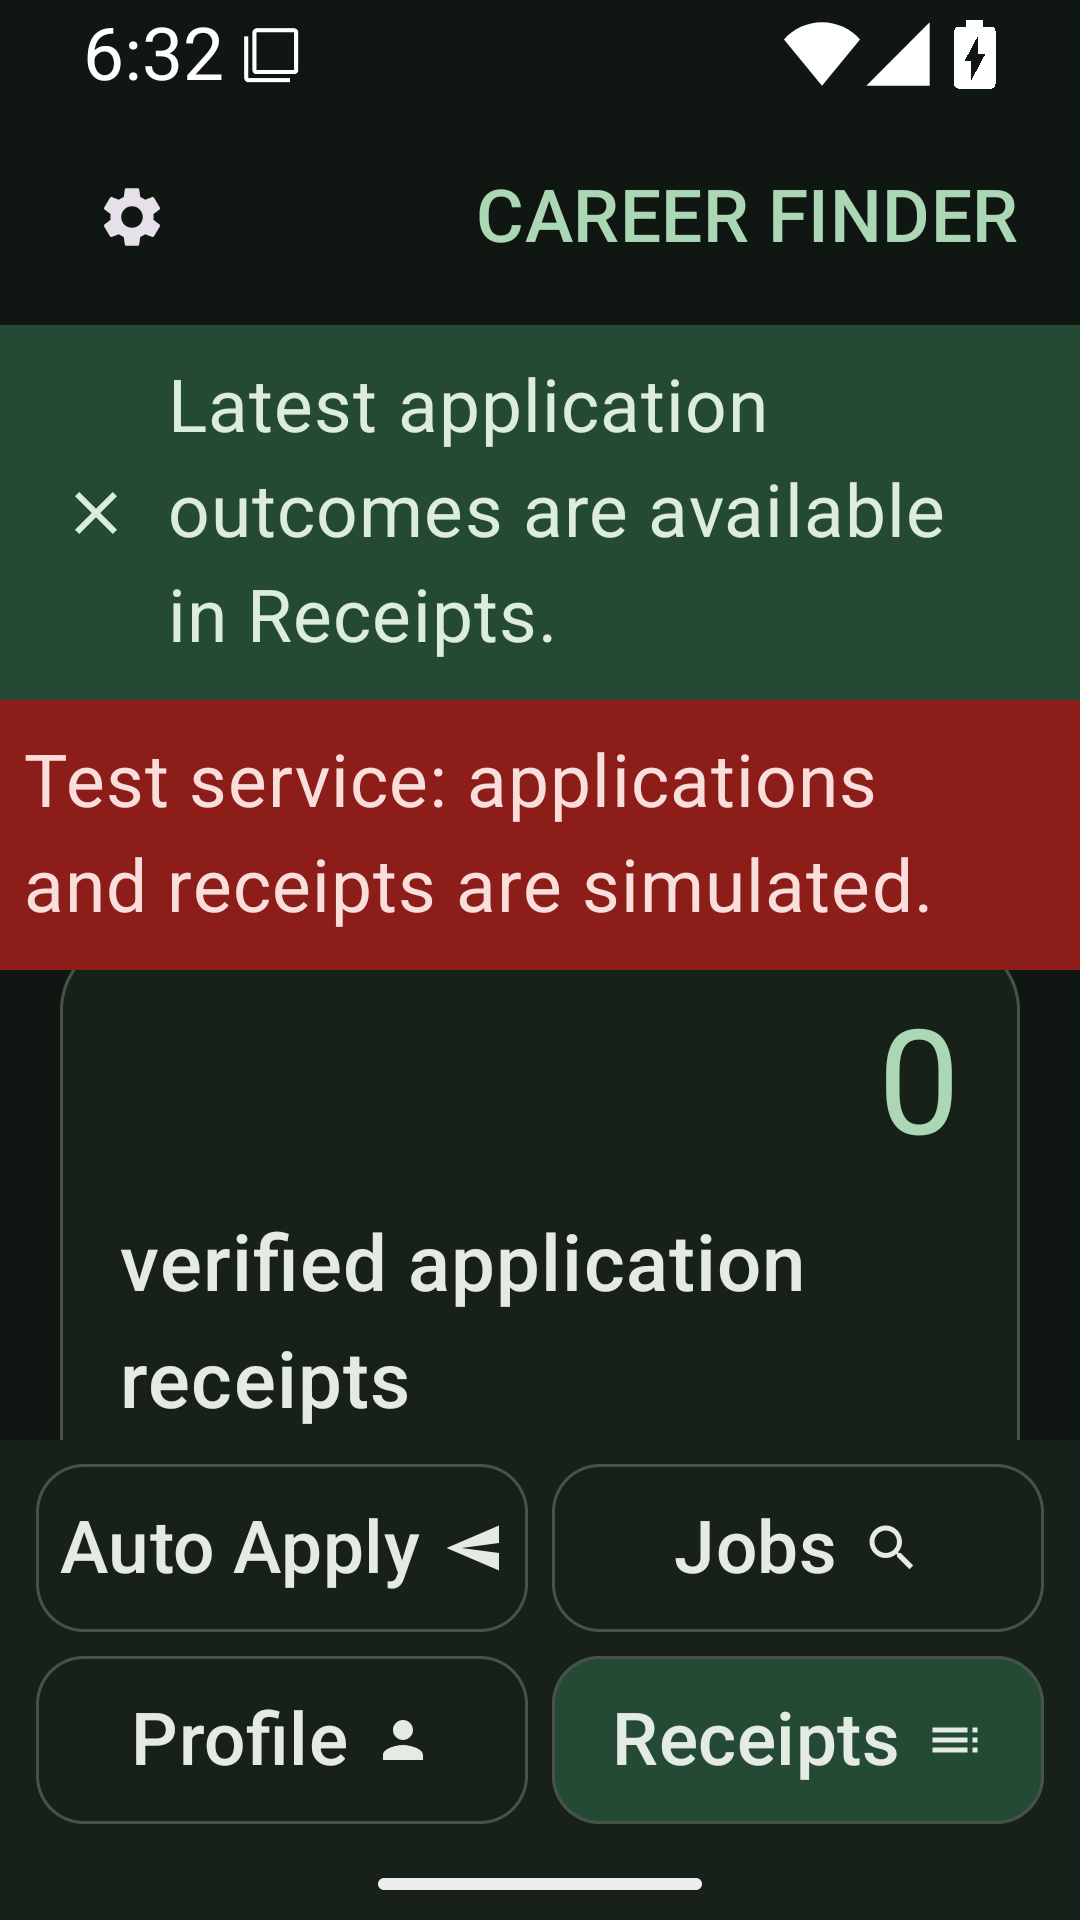 6:32
CAREER FINDER
Latest application
outcomes are available
in Receipts.
Test service: applications
and receipts are simulated.
0
verified application
receipts
Auto Apply
Jobs
Profile
Receipts